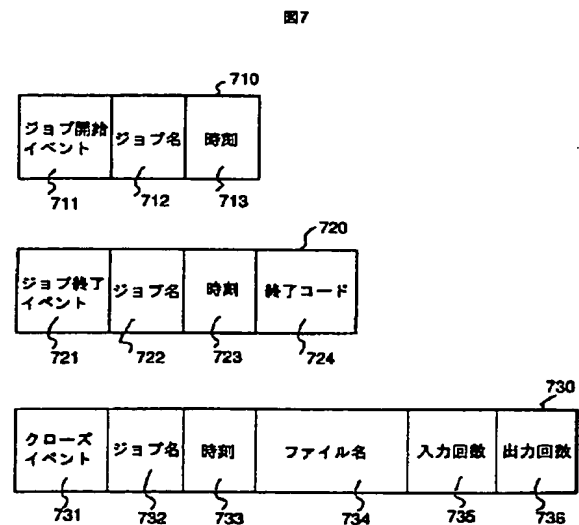 図7
710
ジョブ開始
イベント
ジョブ名
時刻
711
712
713
720
ジョブ終了
イベント
ジョブ名
時刻
終了コード
721
722
723
724
730
クローズ
イベント
ジョブ名
時刻
ファイル名
入力回数
出力回数
731
732
733
734
735
736